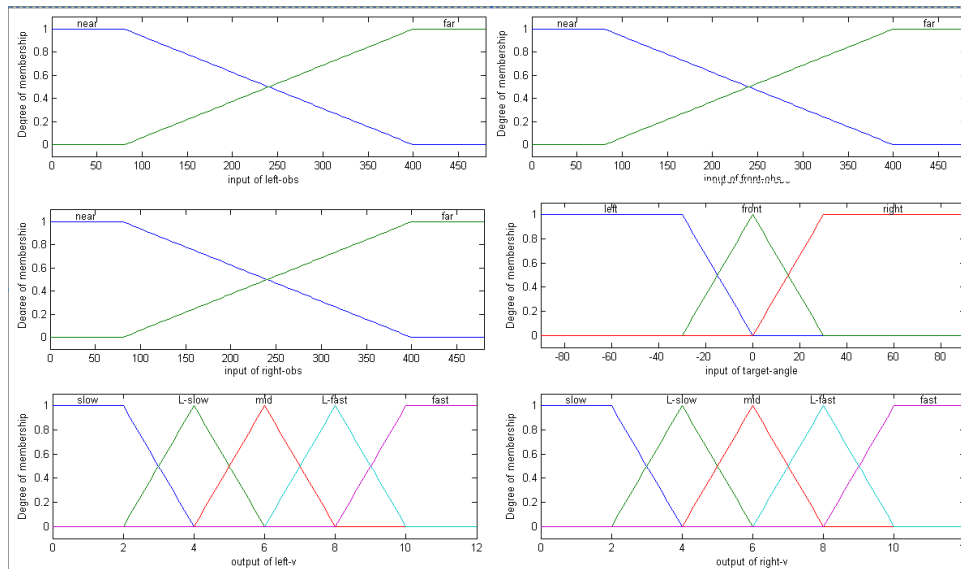 near far
Degree of membership
1
0.8
0.6
0.4
0.2
0
0 50 100 150 200 250 300 350 400 450
input of left-obs
near far
Degree of membership
1
0.8
0.6
0.4
0.2
0
0 50 100 150 200 250 300 350 400 450
input of front-obs
near far
Degree of membership
1
0.8
0.6
0.4
0.2
0
0 50 100 150 200 250 300 350 400 450
input of right-obs
left front right
Degree of membership
1
0.8
0.6
0.4
0.2
0
-80 -60 -40 -20 0 20 40 60 80
input of target-angle
slow L-slow mid L-fast fast
Degree of membership
1
0.8
0.6
0.4
0.2
0
0 2 4 6 8 10 12
output of left-v
slow L-slow mid L-fast fast
Degree of membership
1
0.8
0.6
0.4
0.2
0
0 2 4 6 8 10
output of right-v